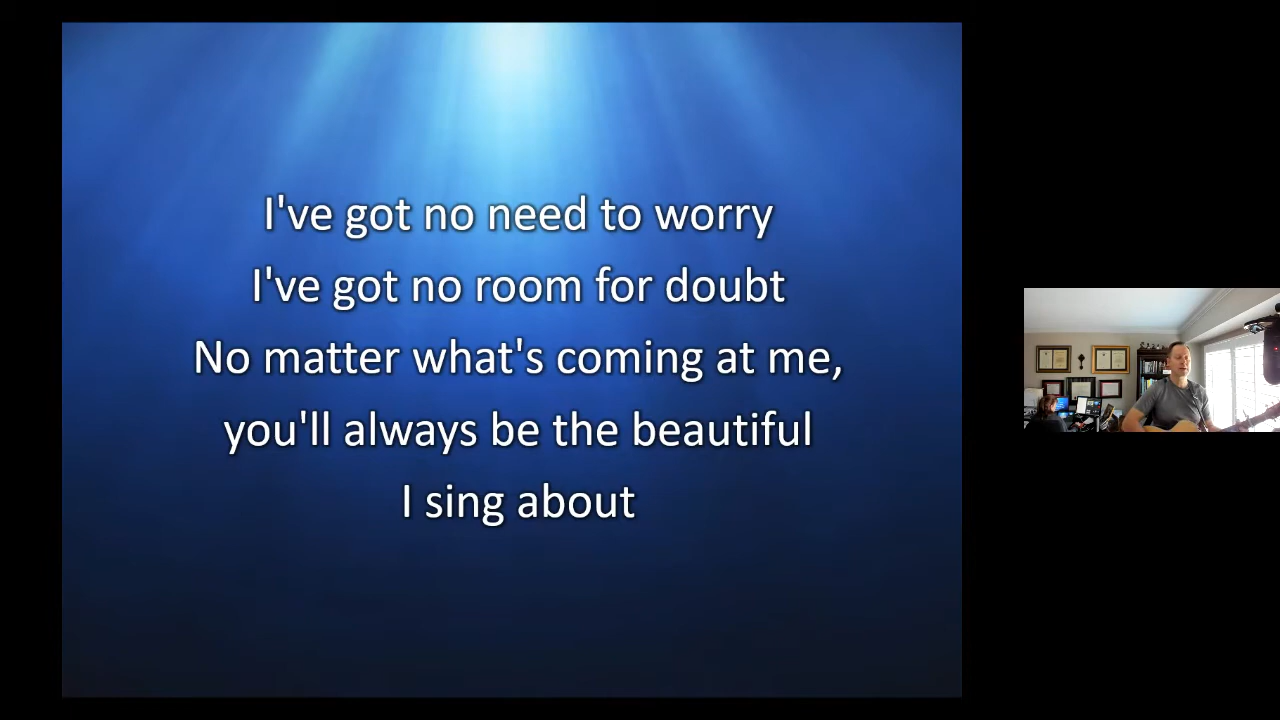 I've got no need to worry
I've got no room for doubt
No matter what's coming at me,
you'll always be the beautiful
I sing about